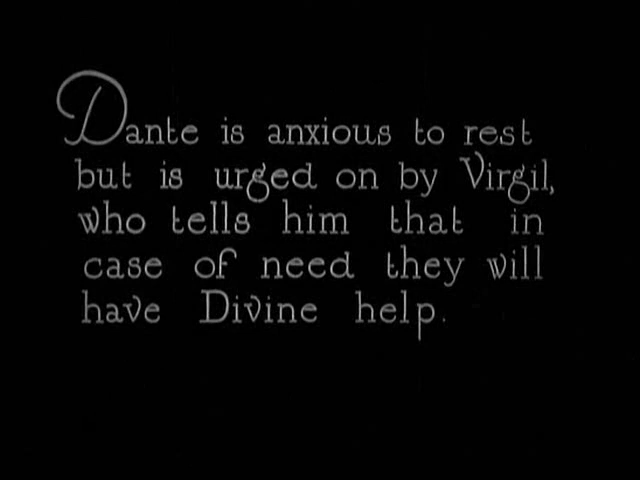 Dante is anxious to rest
but is urged on by Virgil,
who tells him that in
case of need they will
have Divine help.